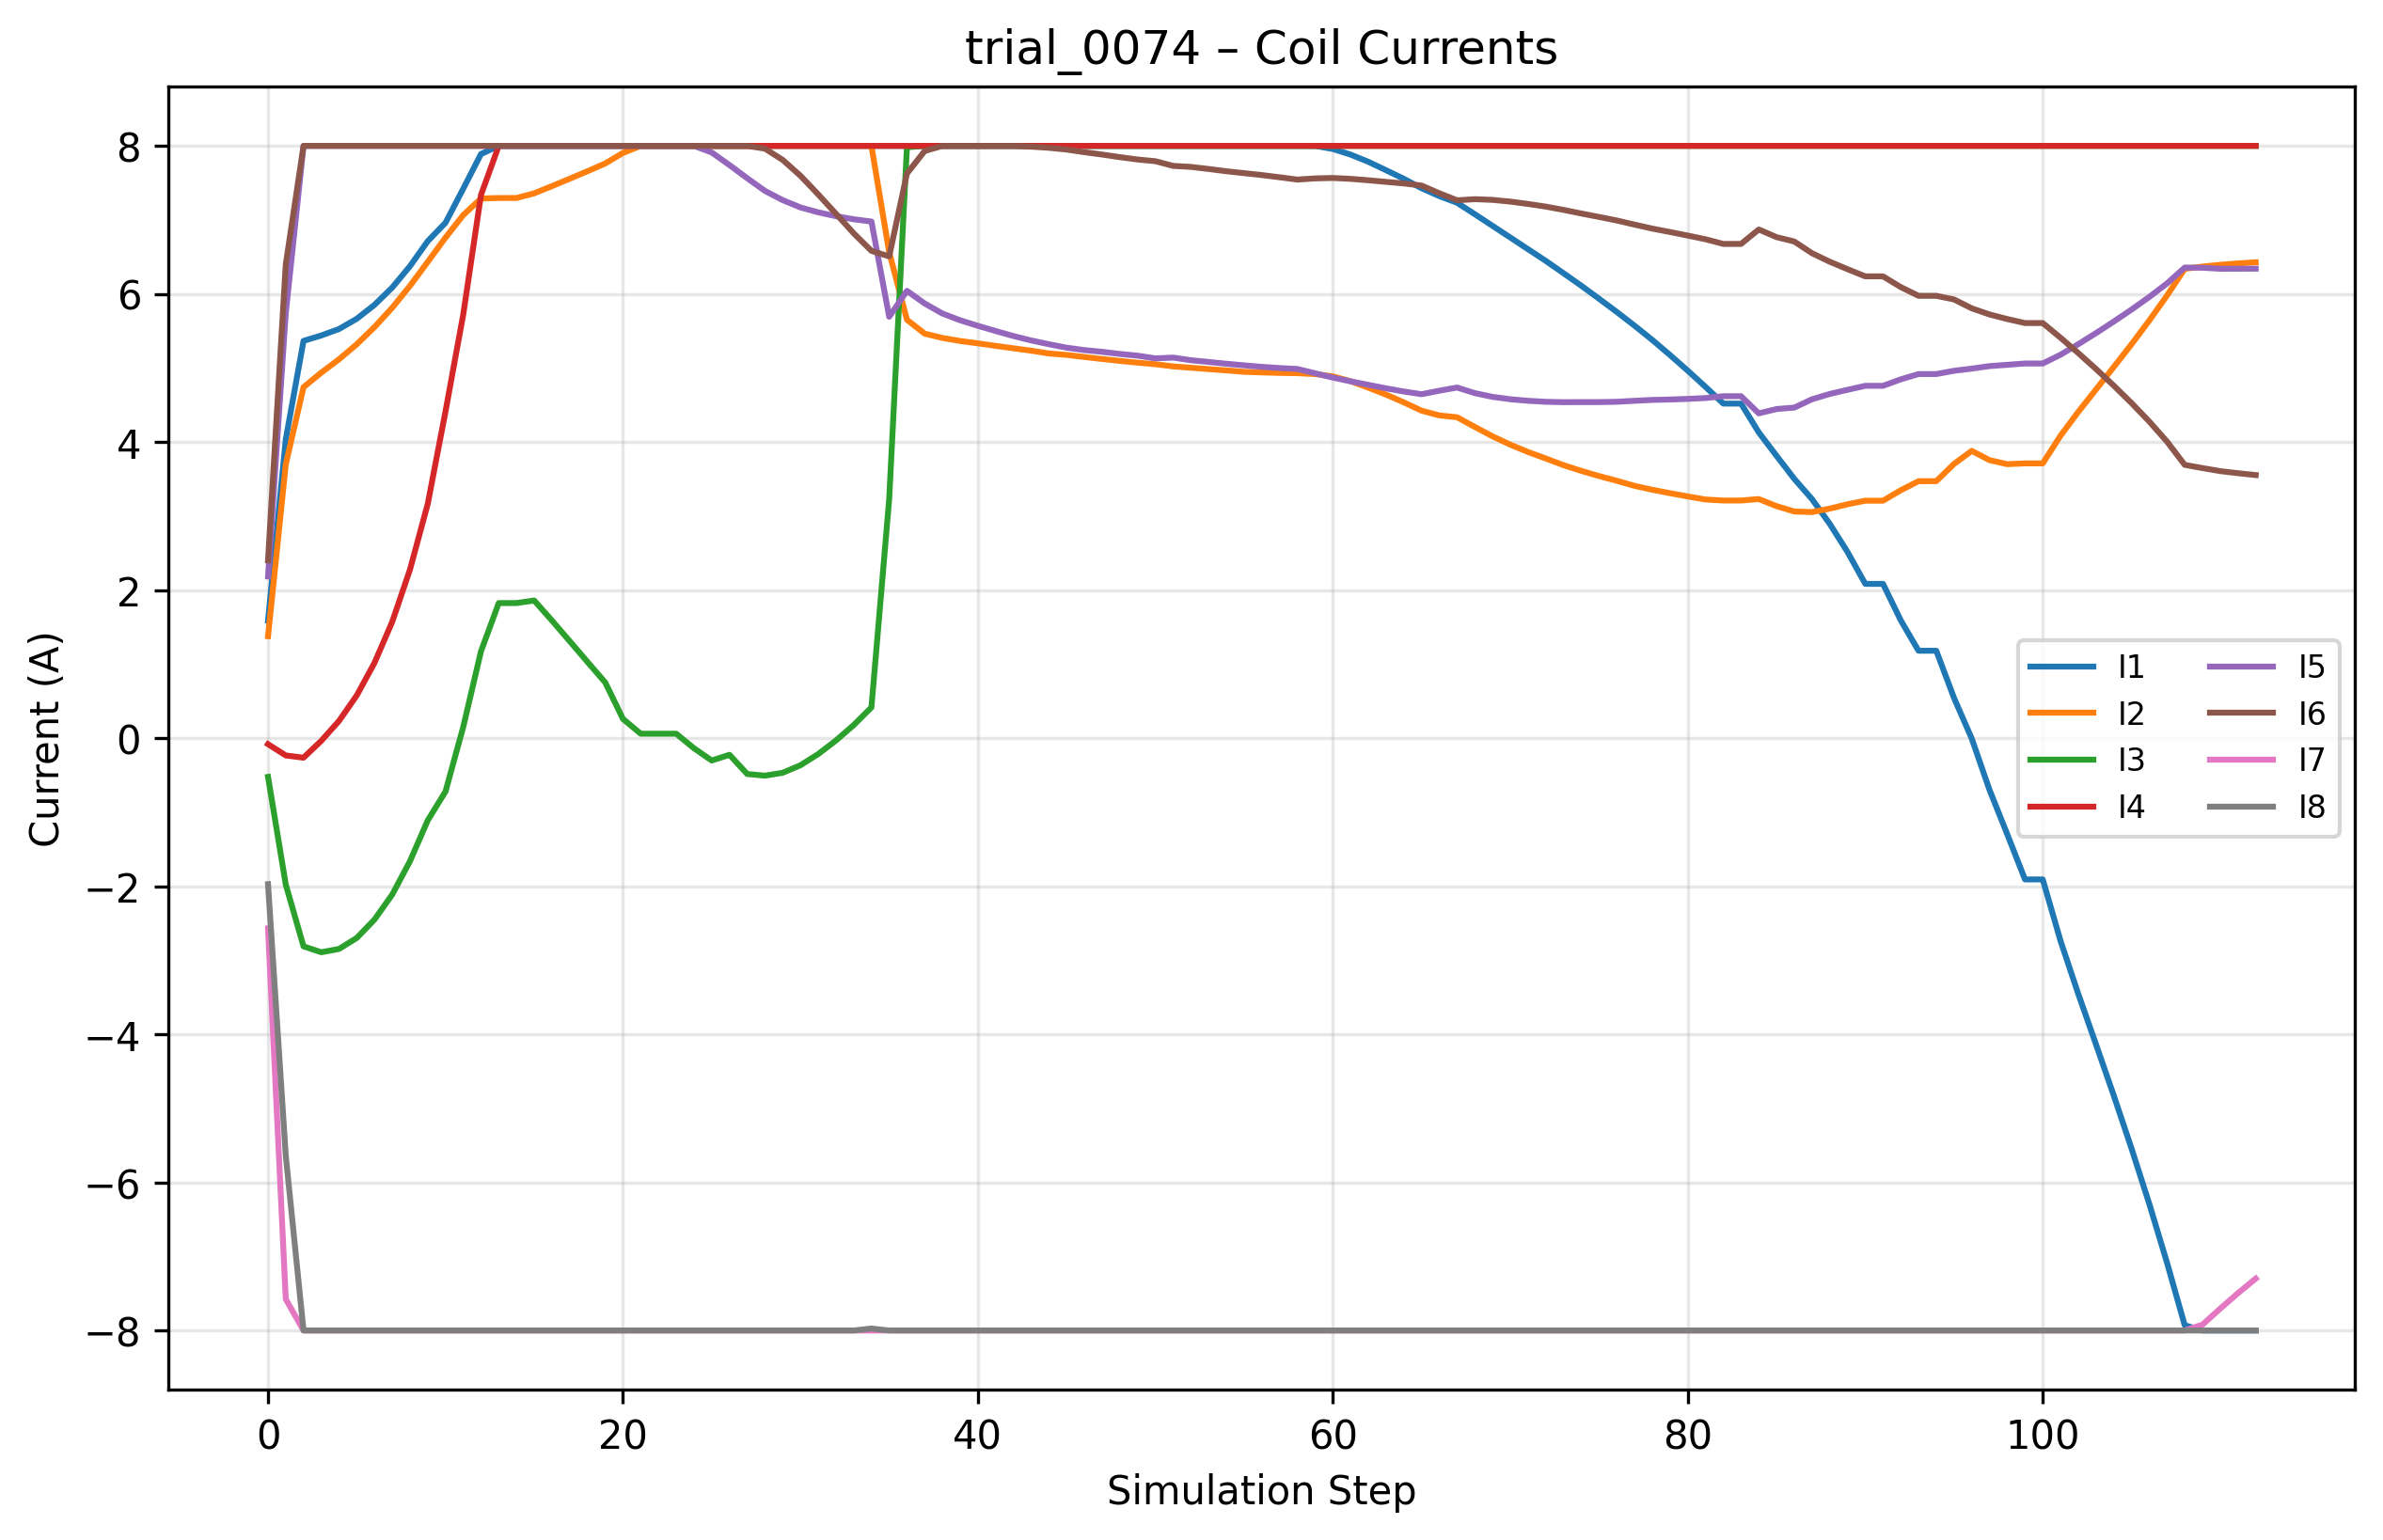 trial_0074 – Coil Currents
Current (A)
8
6
4
2
0
−2
−4
−6
−8
I1 I5
I2 I6
I3 I7
I4 I8
0 20 40 60 80 100
Simulation Step